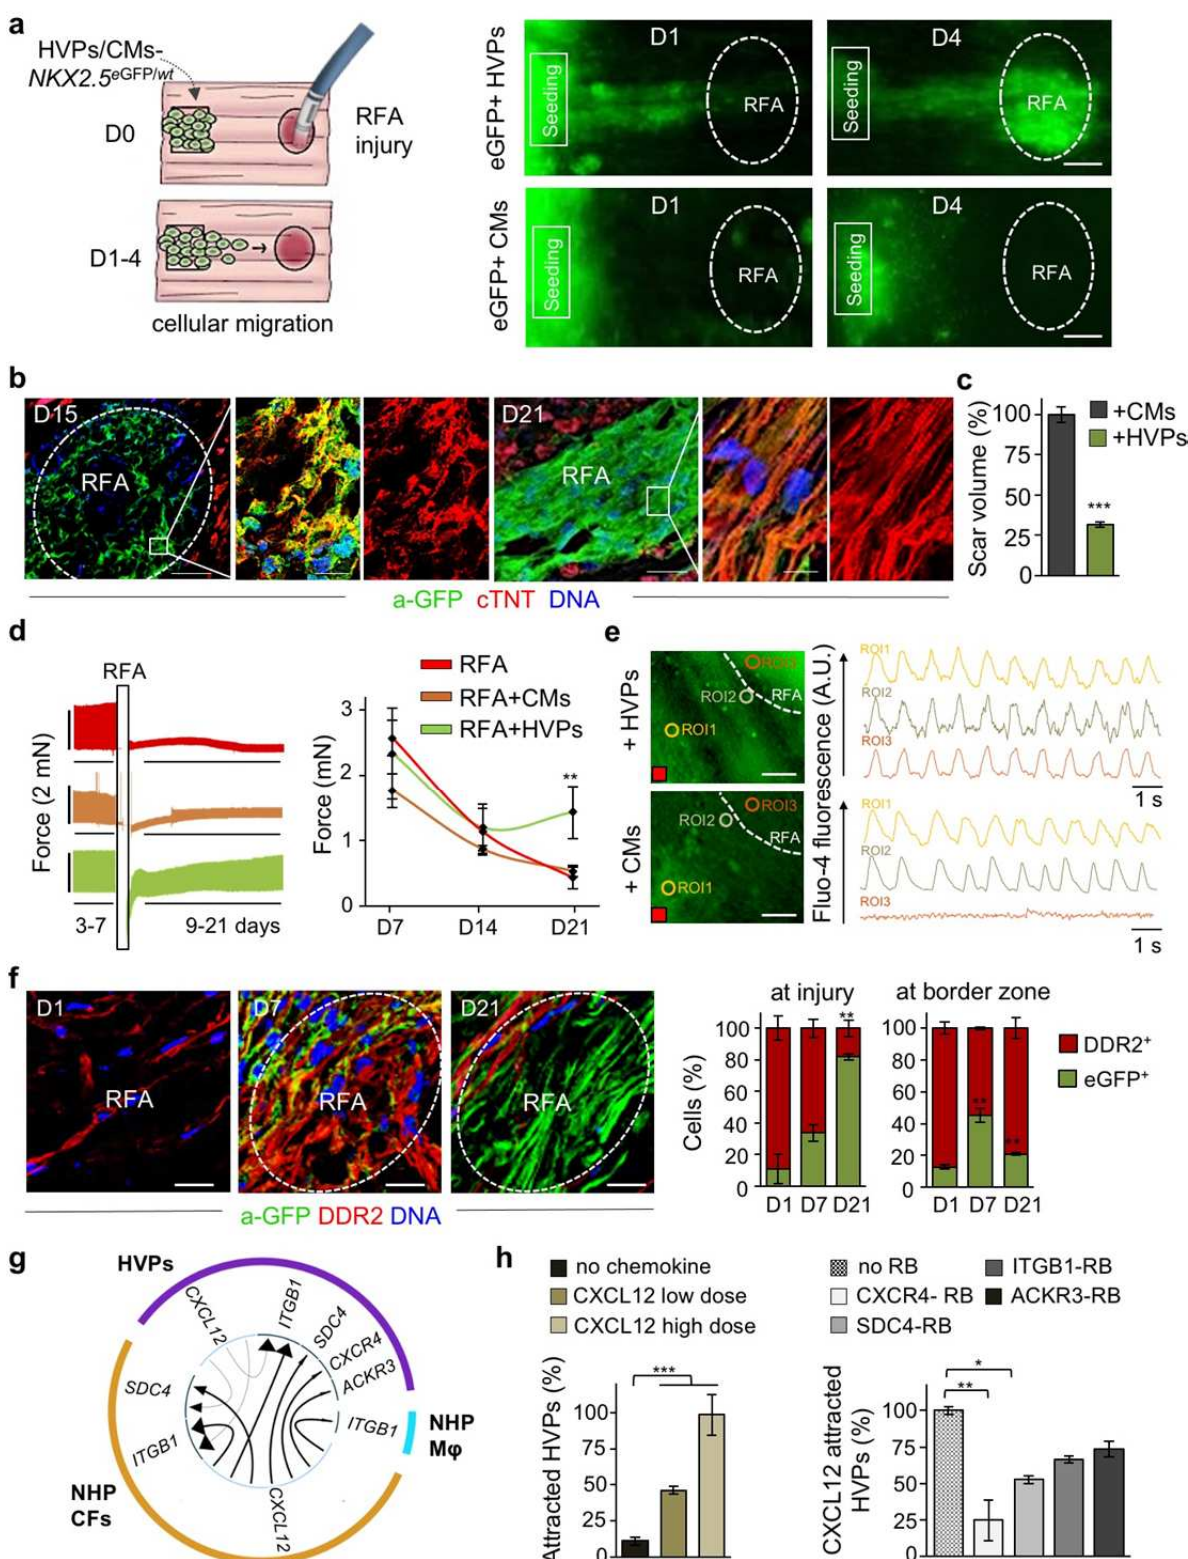 a
HVPs/CMs-
NKX2.5eGFP/wt
D0
RFA
injury
D1-4
cellular migration
eGFP+ HVPs
Seeding
D1
RFA
Seeding
D4
RFA
eGFP+ CMs
Seeding
D1
RFA
Seeding
D4
RFA
b
D15
RFA
D21
RFA
a-GFP cTNT DNA
c
Scar volume (%)
100
75
50
25
0
+CMs
+HVPs
***
d
RFA
Force (2 mN)
3-7
9-21 days
RFA
RFA+CMs
RFA+HVPs
Force (mN)
3
2
1
0
**
D7
D14
D21
e
+ HVPs
ROI3
ROI2
RFA
ROI1
+ CMs
ROI3
ROI2
RFA
ROI1
Fluo-4 fluorescence (A.U.)
ROI1
ROI2
ROI3
1 s
ROI1
ROI2
ROI3
1 s
f
D1
RFA
D7
RFA
D21
RFA
a-GFP DDR2 DNA
at injury
Cells (%)
100
80
60
40
20
0
**
D1 D7 D21
at border zone
100
80
60
40
20
0
**
**
D1 D7 D21
DDR2+
eGFP+
g
HVPs
CXCL12
ITGB1
SDC4
CXCR4
ACKR3
SDC4
ITGB1
ITGB1
NHP
Mφ
NHP
CFs
CXCL12
h
no chemokine
CXCL12 low dose
CXCL12 high dose
Attracted HVPs (%)
100
75
50
25
0
***
no RB
CXCR4- RB
SDC4-RB
ITGB1-RB
ACKR3-RB
CXCL12 attracted
HVPs (%)
100
75
50
25
0
*
**